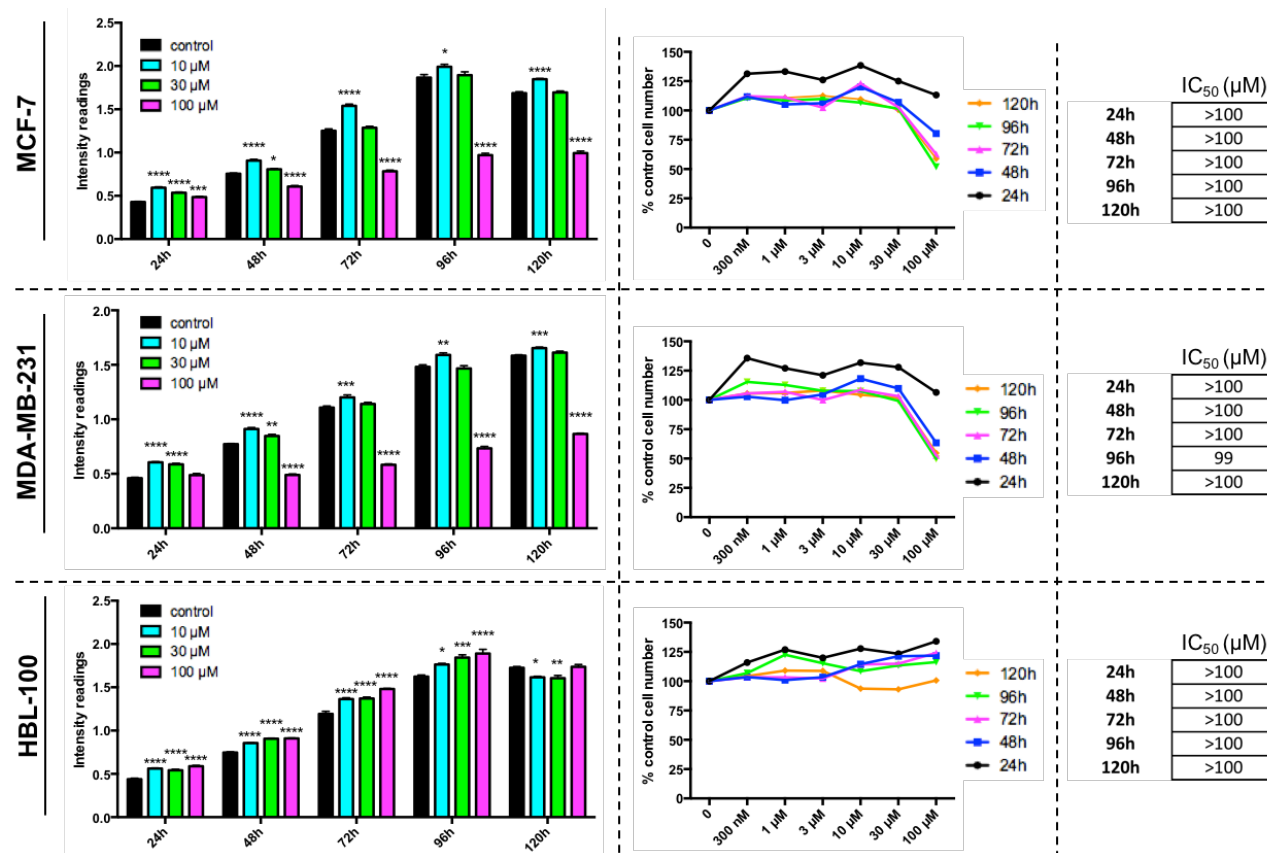 MCF-7
Intensity readings
2.5
2.0
1.5
1.0
0.5
0.0
control
10 µM
30 µM
100 µM
**** **** ***
**** * ****
**** ****
* ****
**** ****
24h 48h 72h 96h 120h
% control cell number
150
125
100
75
50
25
0
0 300 nM 1 µM 3 µM 10 µM 30 µM 100 µM
120h
96h
72h
48h
24h
IC50 (µM)
24h >100
48h >100
72h >100
96h >100
120h >100
MDA-MB-231
Intensity readings
2.0
1.5
1.0
0.5
0.0
control
10 µM
30 µM
100 µM
**** ****
**** ** ****
*** ****
** ****
*** ****
24h 48h 72h 96h 120h
% control cell number
150
125
100
75
50
25
0
0 300 nM 1 µM 3 µM 10 µM 30 µM 100 µM
120h
96h
72h
48h
24h
IC50 (µM)
24h >100
48h >100
72h >100
96h 99
120h >100
HBL-100
Intensity readings
2.5
2.0
1.5
1.0
0.5
0.0
control
10 µM
30 µM
100 µM
**** **** ****
**** **** ****
**** **** ****
* *** ****
* **
24h 48h 72h 96h 120h
% control cell number
150
125
100
75
50
25
0
0 300 nM 1 µM 3 µM 10 µM 30 µM 100 µM
120h
96h
72h
48h
24h
IC50 (µM)
24h >100
48h >100
72h >100
96h >100
120h >100